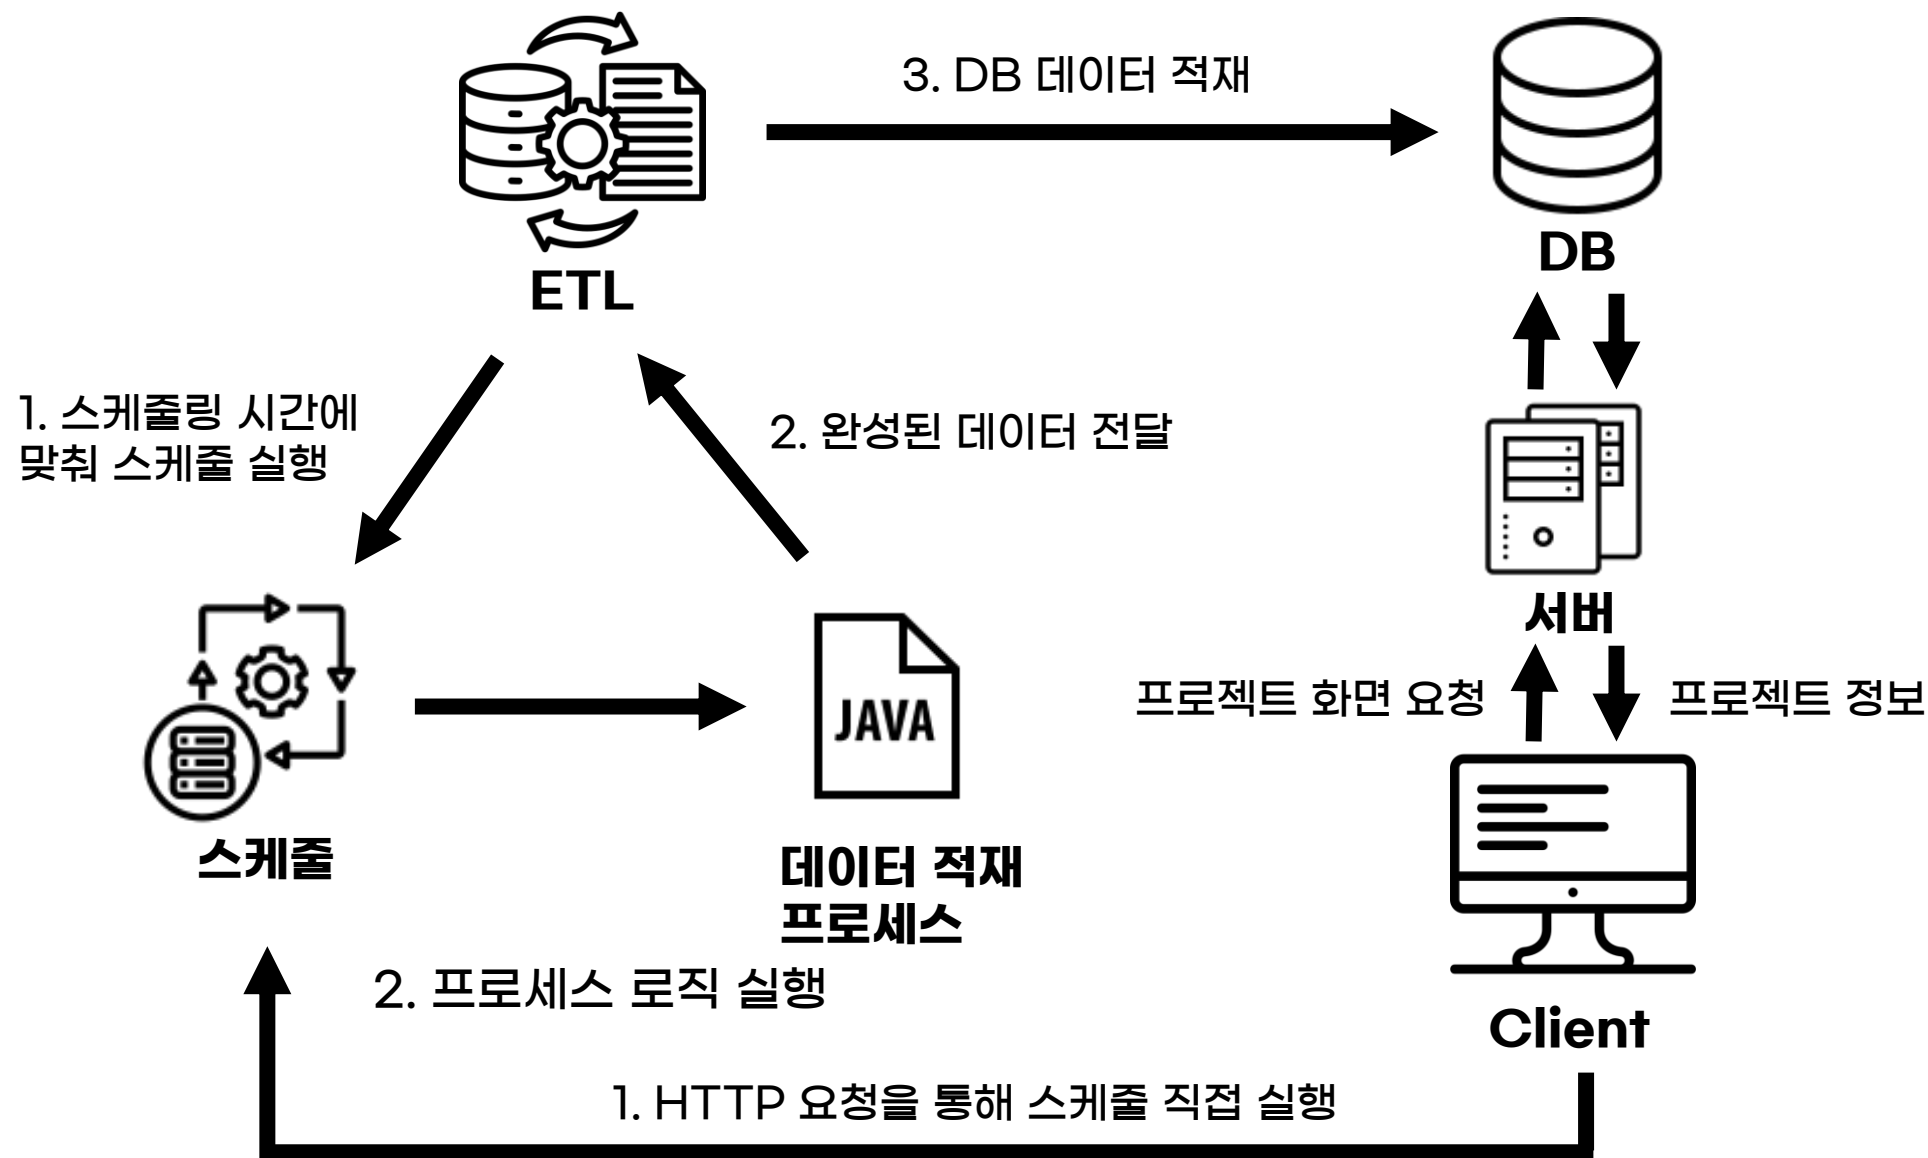 3. DB 데이터 적재
DB
ETL
1. 스케줄링 시간에
맞춰 스케줄 실행
2. 완성된 데이터 전달
서버
프로젝트 화면 요청
프로젝트 정보
JAVA
스케줄
데이터 적재
프로세스
2. 프로세스 로직 실행
Client
1. HTTP 요청을 통해 스케줄 직접 실행